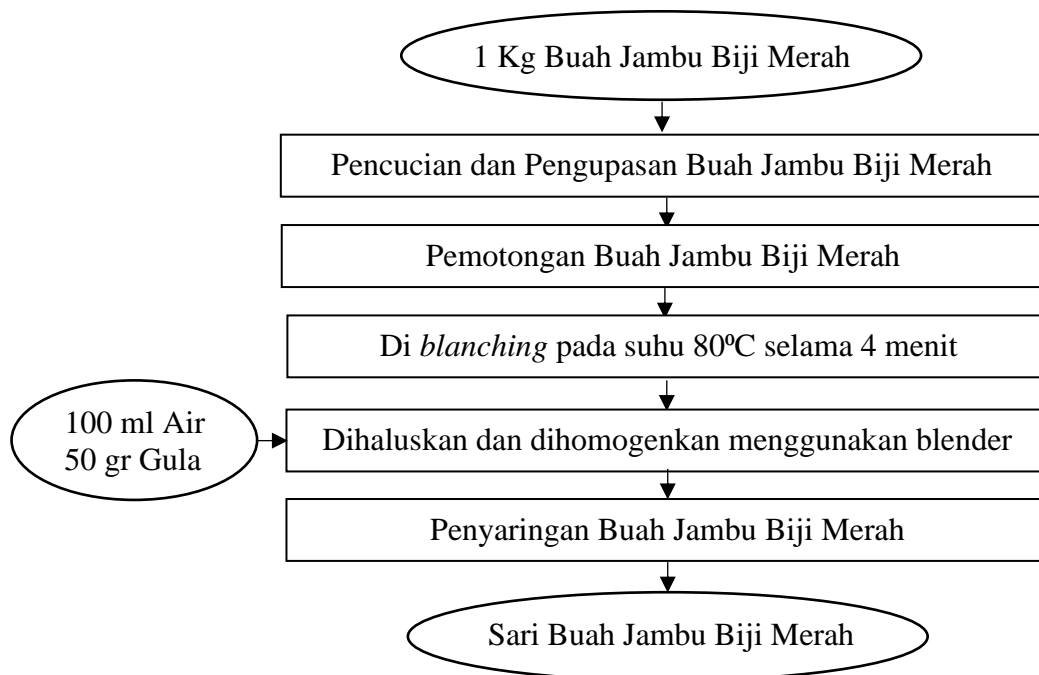 1 Kg Buah Jambu Biji Merah
Pencucian dan Pengupasan Buah Jambu Biji Merah
Pemotongan Buah Jambu Biji Merah
Di blanching pada suhu 80⁰C selama 4 menit
100 ml Air
50 gr Gula
Dihaluskan dan dihomogenkan menggunakan blender
Penyaringan Buah Jambu Biji Merah
Sari Buah Jambu Biji Merah